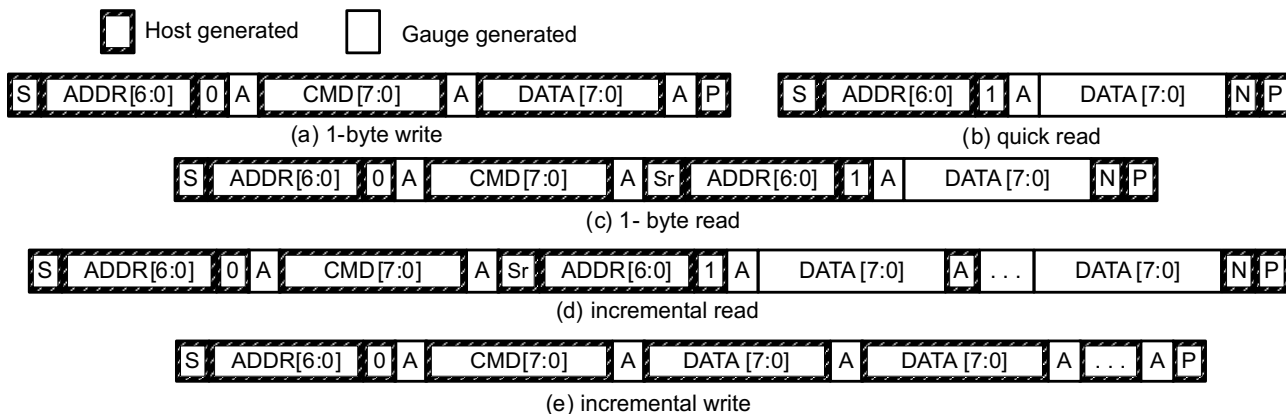 Host generated Gauge generated
S ADDR[6:0] 0 A CMD[7:0] A DATA[7:0] A P S ADDR[6:0] 1 A DATA[7:0] N P
(a) 1-byte write (b) quick read
S ADDR[6:0] 0 A CMD[7:0] A Sr ADDR[6:0] 1 A DATA[7:0] N P
(c) 1- byte read
S ADDR[6:0] 0 A CMD[7:0] A Sr ADDR[6:0] 1 A DATA[7:0] A . . . DATA[7:0] N P
(d) incremental read
S ADDR[6:0] 0 A CMD[7:0] A DATA[7:0] A DATA[7:0] A . . . A P
(e) incremental write